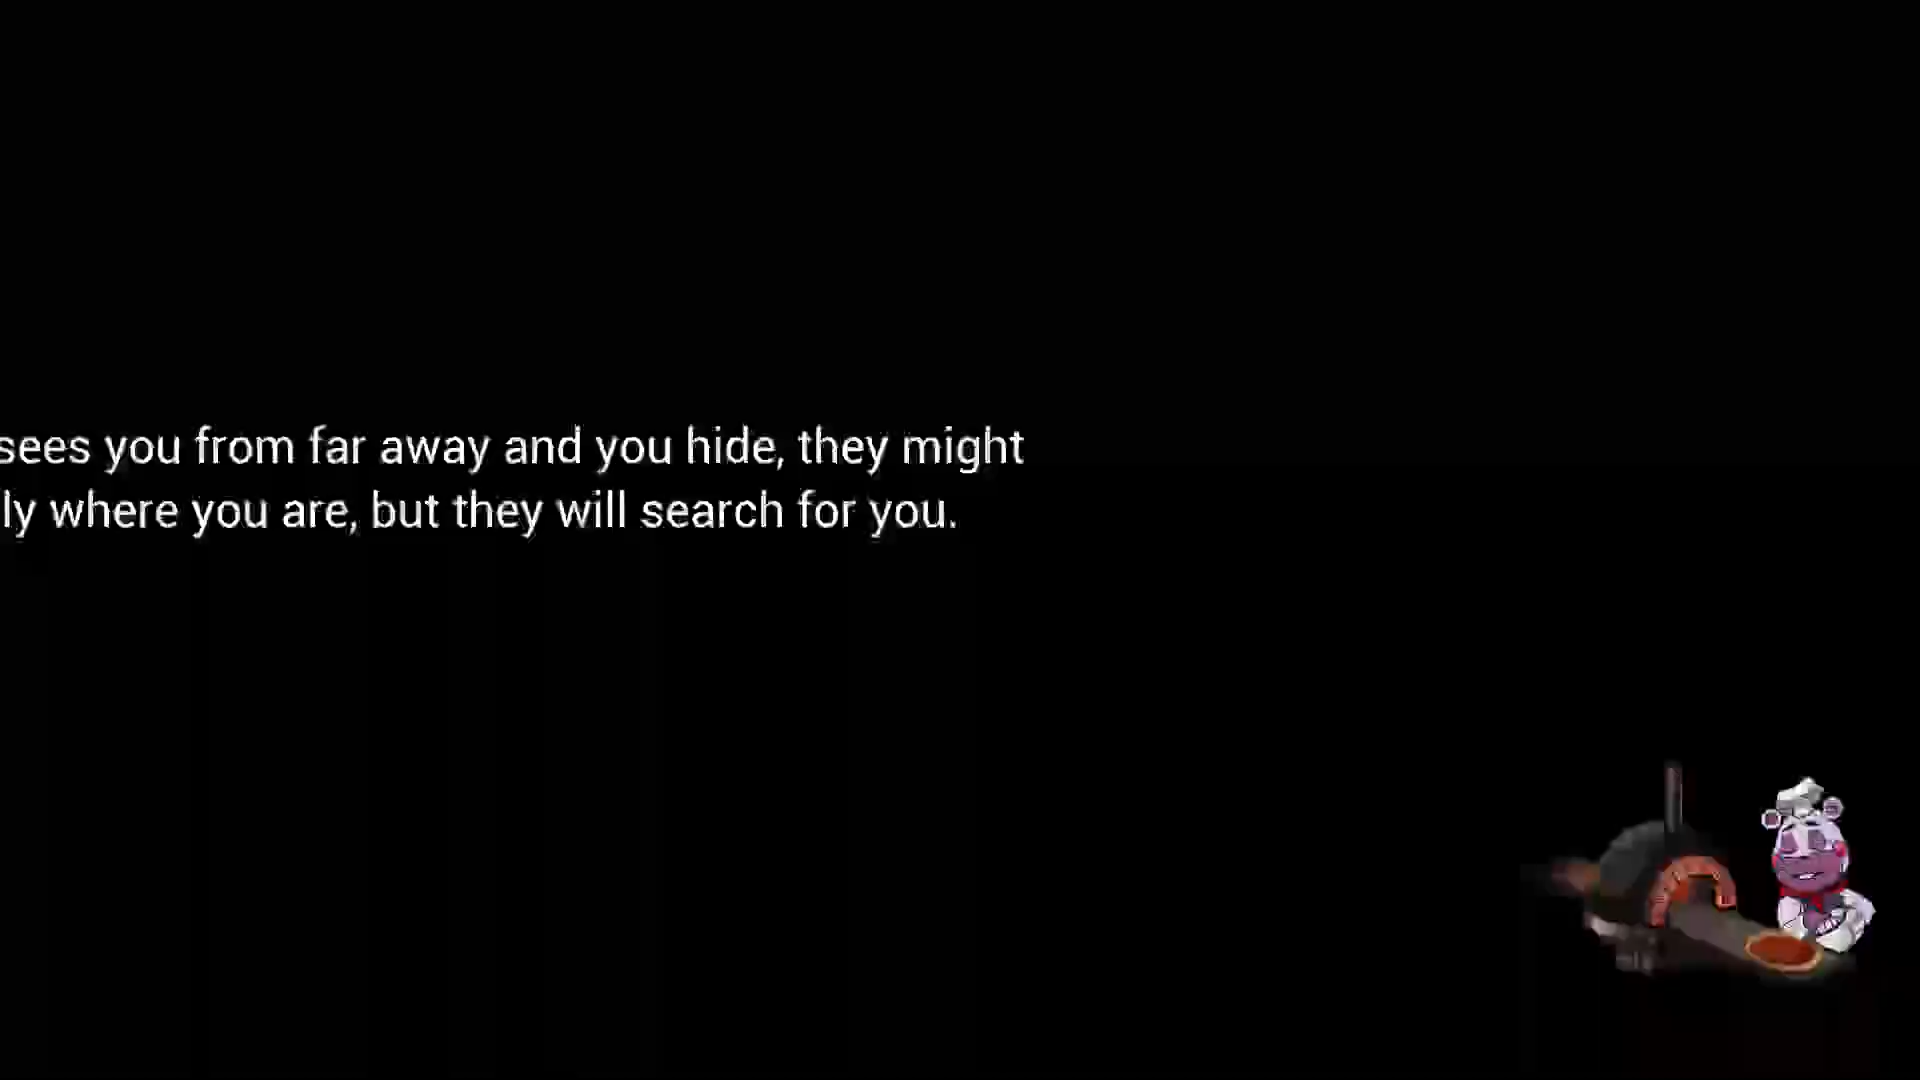 sees you from far away and you hide, they might
ly where you are, but they will search for you.